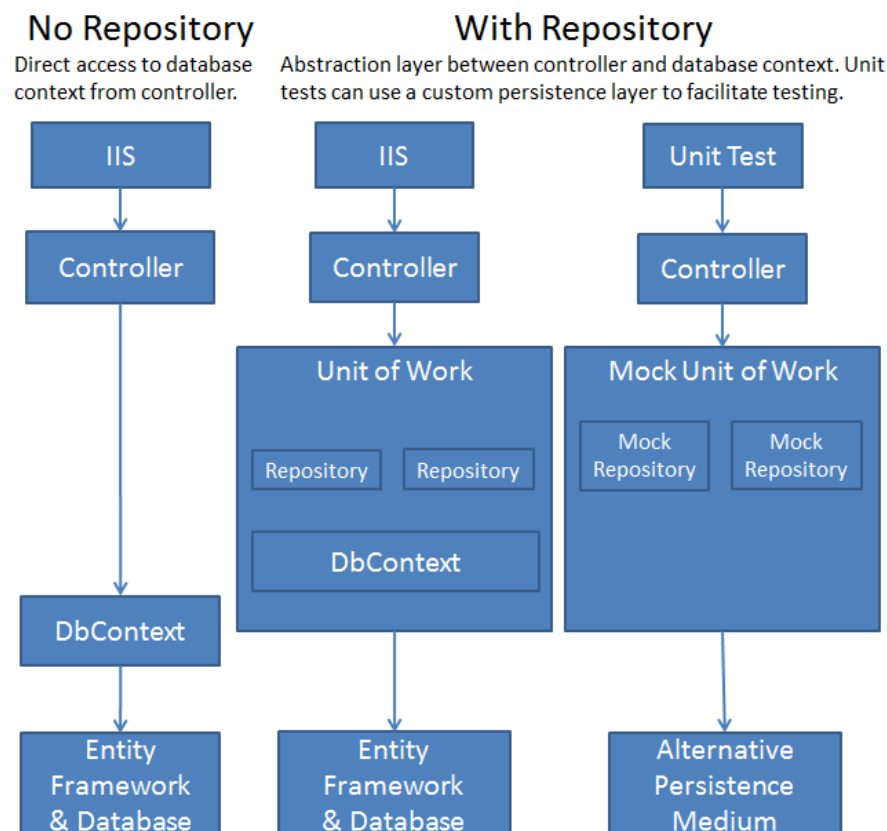 No Repository
Direct access to database
context from controller.
With Repository
Abstraction layer between controller and database context. Unit
tests can use a custom persistence layer to facilitate testing.
IIS
Controller
DbContext
Entity
Framework
& Database
IIS
Controller
Unit of Work
Repository
Repository
DbContext
Entity
Framework
& Database
Unit Test
Controller
Mock Unit of Work
Mock
Repository
Mock
Repository
Alternative
Persistence
Medium